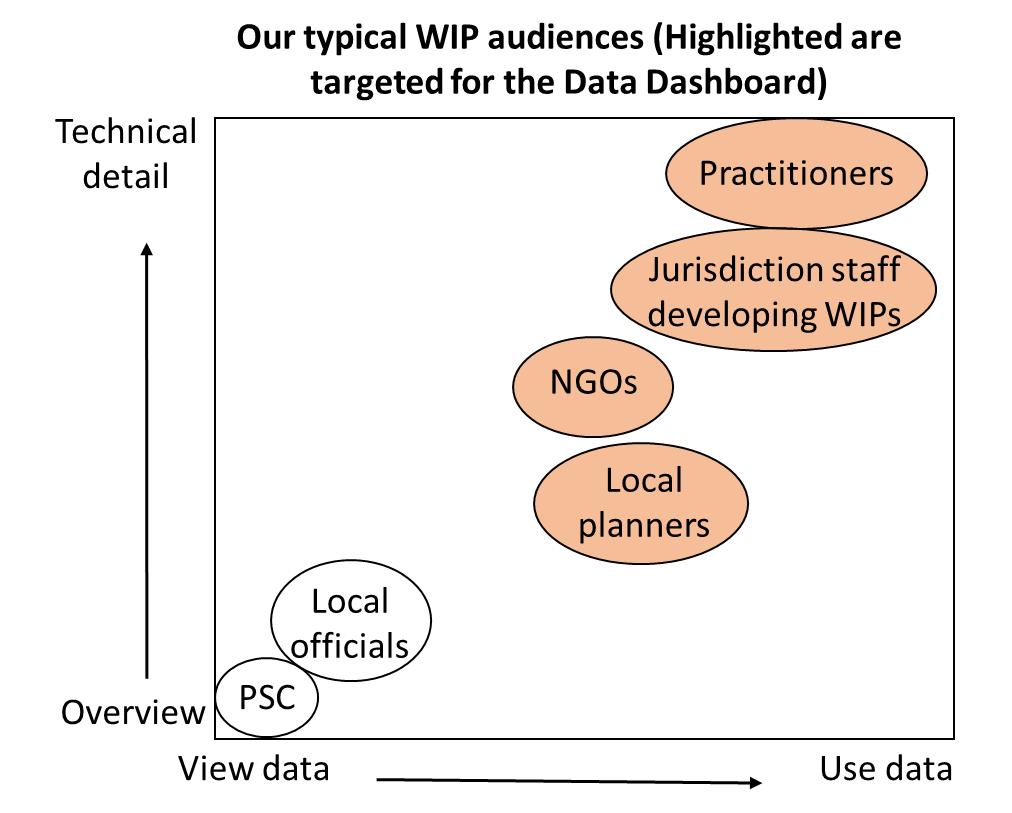 Our typical WIP audiences (Highlighted are
targeted for the Data Dashboard)
Technical
detail
Practitioners
Jurisdiction staff
developing WIPs
NGOs
Local
planners
Local
officials
PSC
Overview
View data
Use data